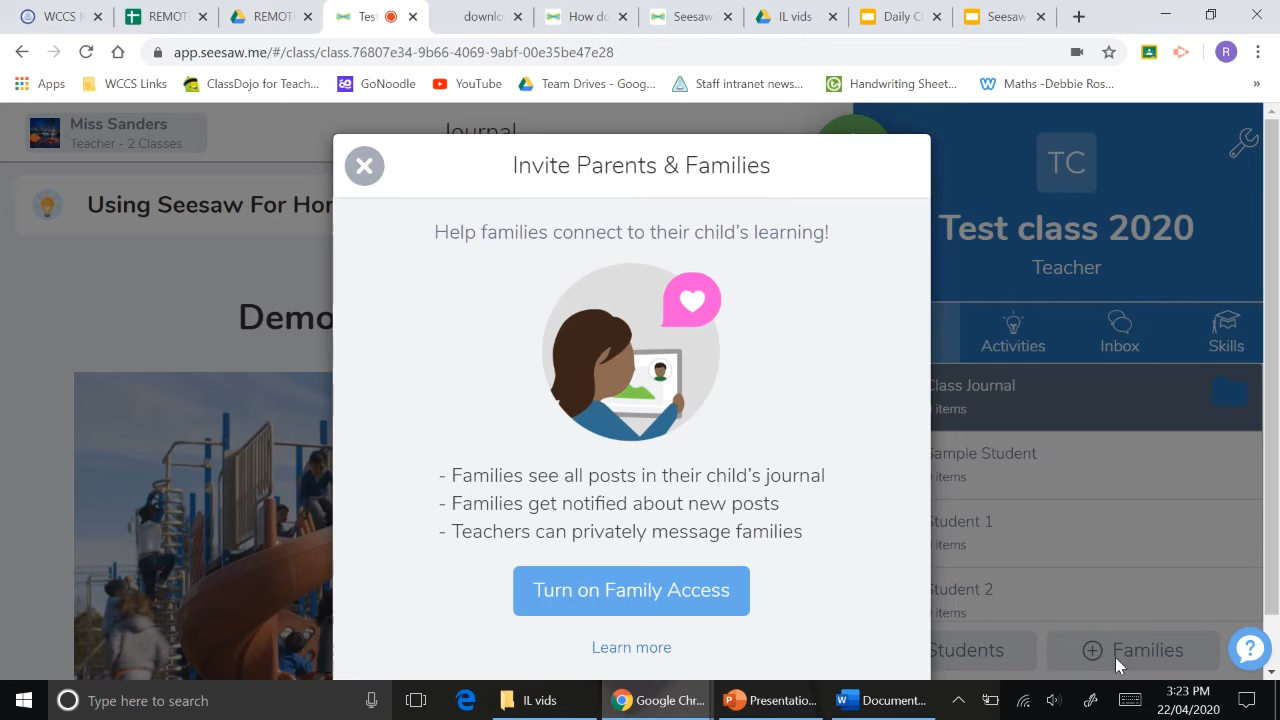 WCCS P
REMOT
REMOT
Test
downlo
How do
Seesaw
IL vids
Daily C
Seesaw
app.seesaw.me/#/class/class.76807e34-9b66-4069-9abf-00e35be47e28
R
Apps
WCCS Links
ClassDojo for Teach...
GoNoodle
YouTube
Team Drives - Goog...
Staff intranet news...
Handwriting Sheet...
Maths -Debbie Ros...
»
Miss Sanders
Teacher - 2 Classes
Journal
Using Seesaw For Hor
Demo
Invite Parents & Families
Help families connect to their child's learning!
- Families see all posts in their child's journal
- Families get notified about new posts
- Teachers can privately message families
Turn on Family Access
Learn more
TC
Test class 2020
Teacher
Activities
Inbox
Skills
Class Journal
items
Sample Student
items
Student 1
items
Student 2
items
Students
Families
?
Type here to search
IL vids
Google Chr...
Presentatio...
Document...
3:23 PM
22/04/2020